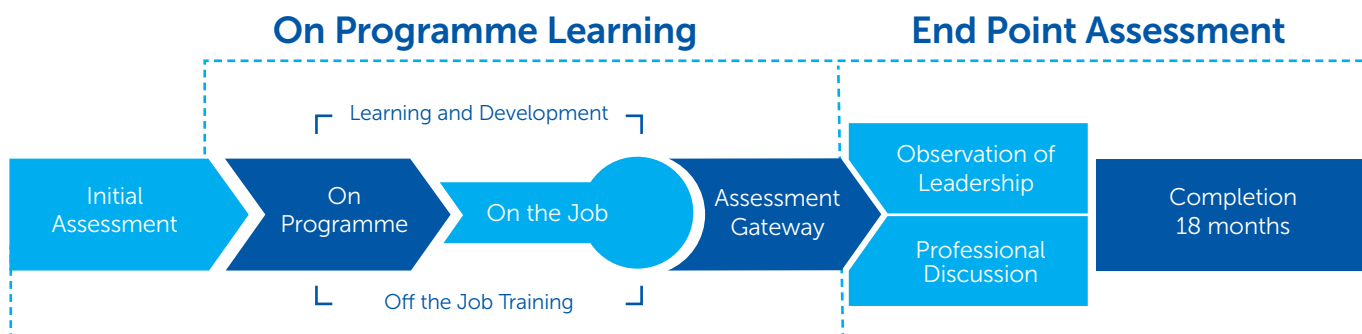 On Programme Learning
End Point Assessment
Learning and Development
Initial
Assessment
On
Programme
On the Job
Assessment
Gateway
Observation of
Leadership
Professional
Discussion
Completion
18 months
Off the Job Training